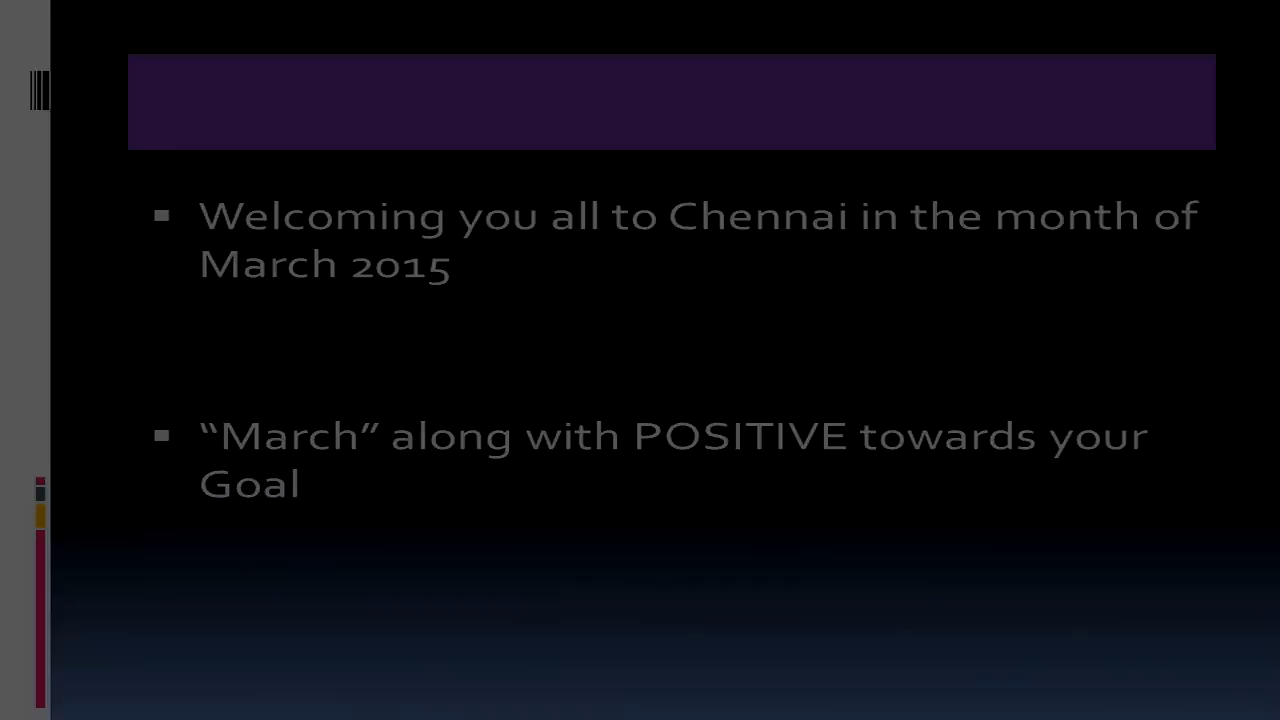 Welcoming you all to Chennai in the month of
March 2015
“March” along with POSITIVE towards your
Goal